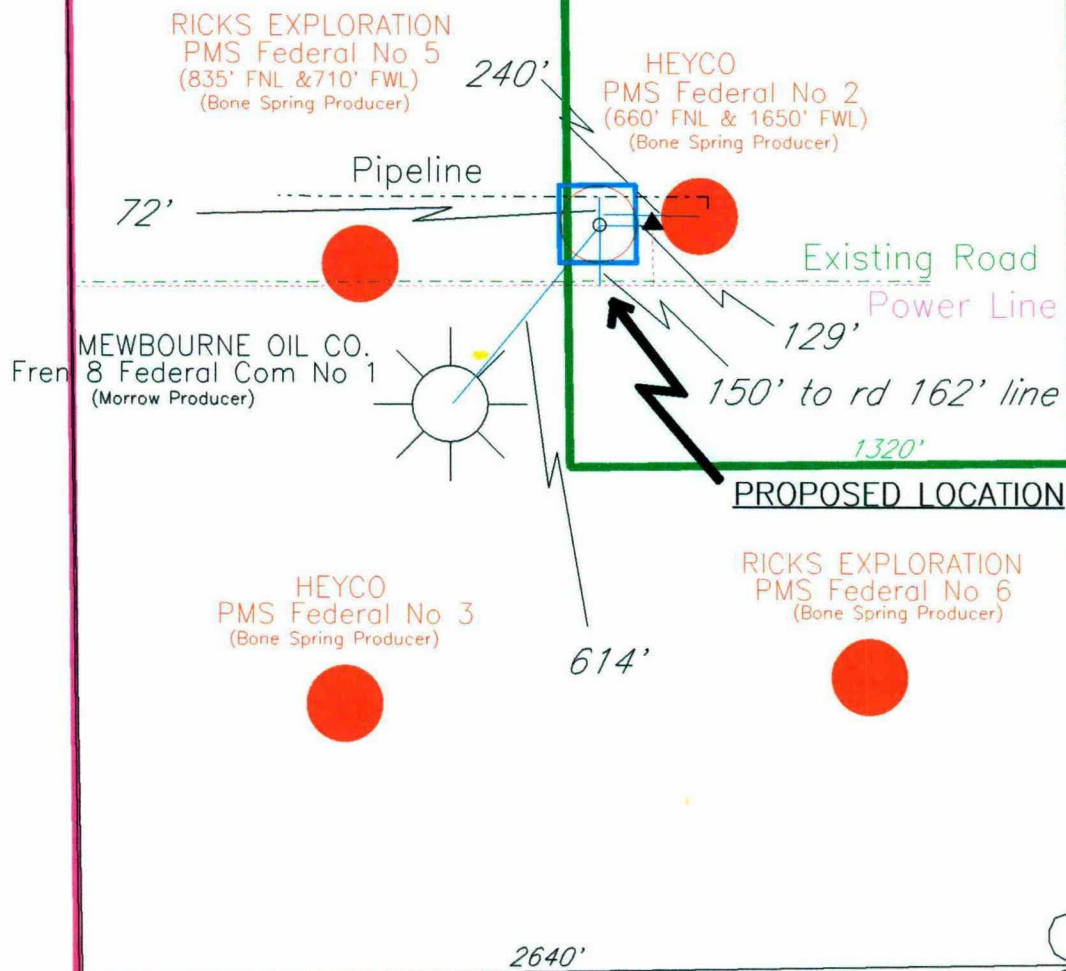 RICKS EXPLORATION
PMS Federal No 5
(835' FNL &710' FWL)
(Bone Spring Producer)
240'
HEYCO
PMS Federal No 2
(660' FNL & 1650' FWL)
(Bone Spring Producer)
Pipeline
72'
Existing Road
Power Line
MEWBOURNE OIL CO.
Fren 8 Federal Com No 1
(Morrow Producer)
129'
150' to rd 162' line
1320'
PROPOSED LOCATION
HEYCO
PMS Federal No 3
(Bone Spring Producer)
RICKS EXPLORATION
PMS Federal No 6
(Bone Spring Producer)
614'
2640'